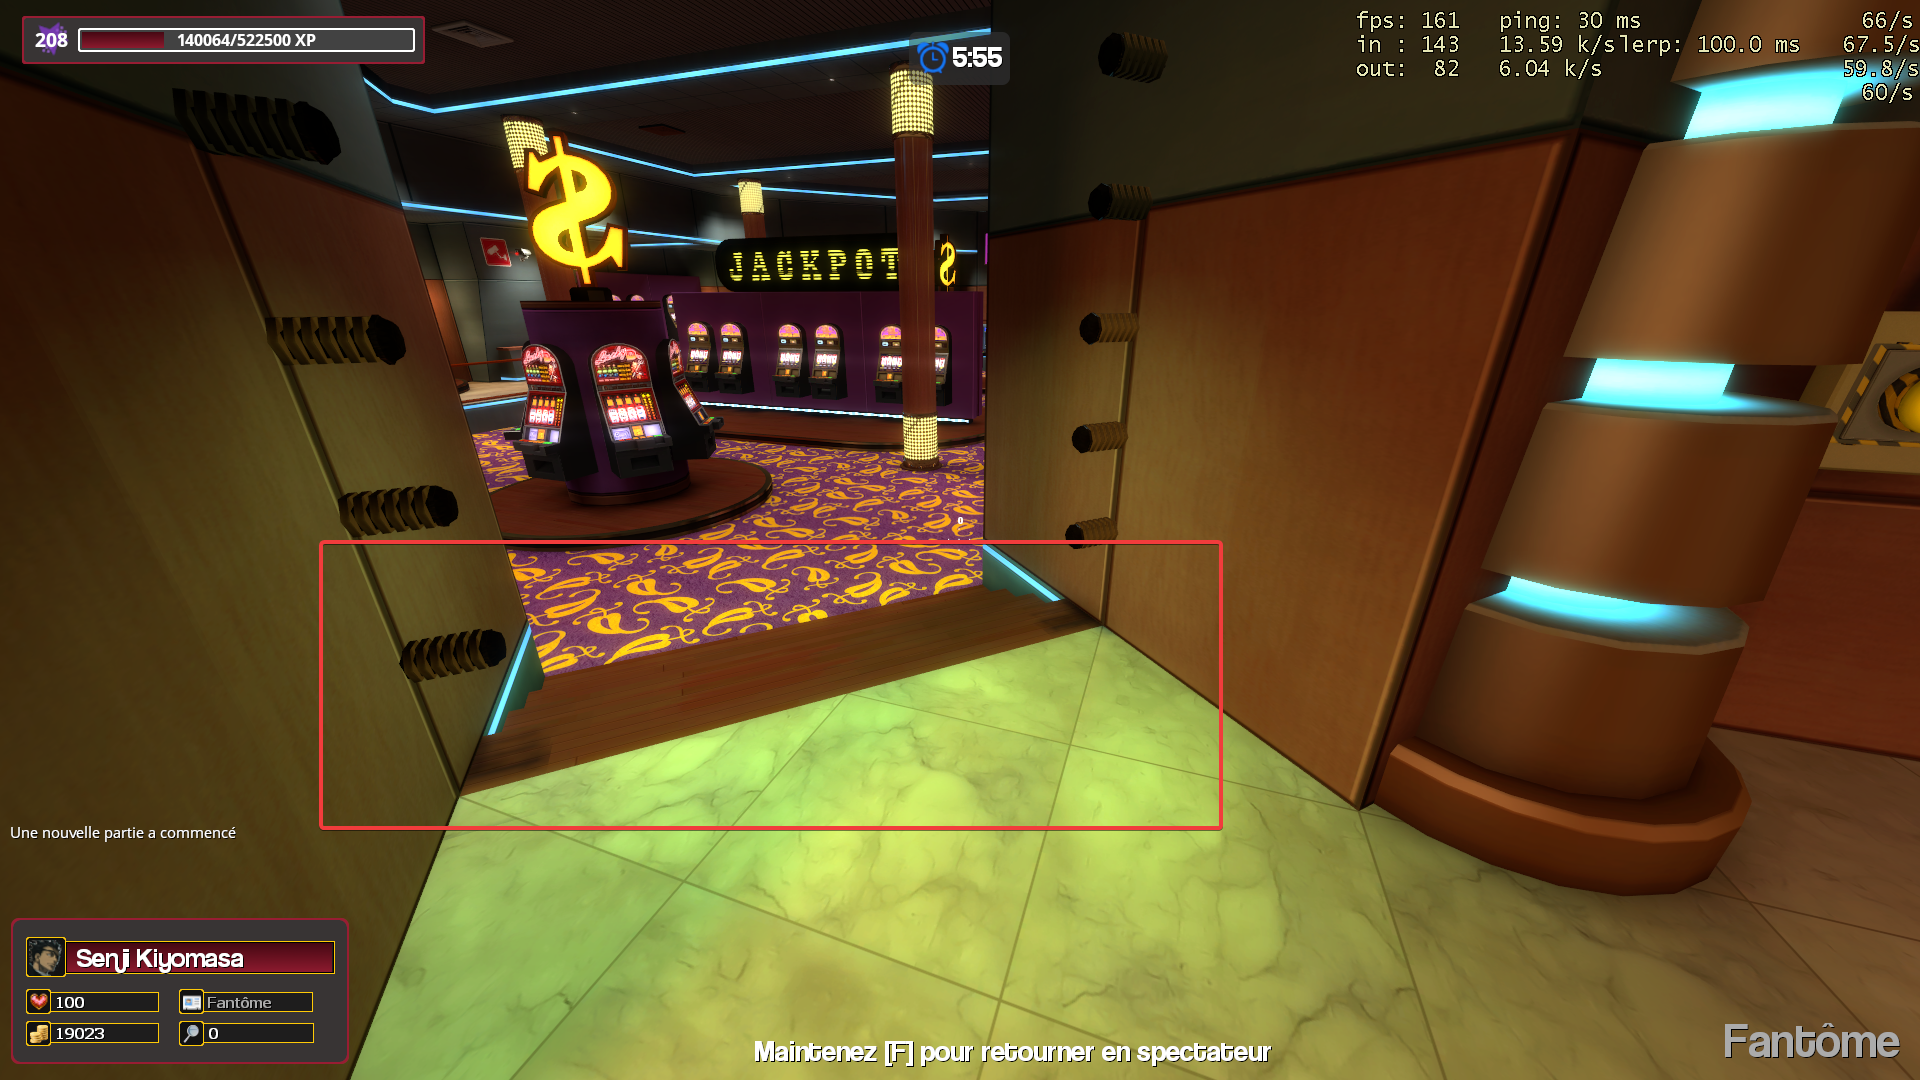 208 140064/522500 XP
5:55
fps: 161 ping: 30 ms 66/s
in : 143 13.59 k/s lerp: 100.0 ms 67.5/s
out: 82 6.04 k/s 59.8/s
60/s
$
JACKPOT $
Une nouvelle partie a commencé
Senji Kiyomasa
100 Fantôme
19023 0
Maintenez [F] pour retourner en spectateur
Fantôme